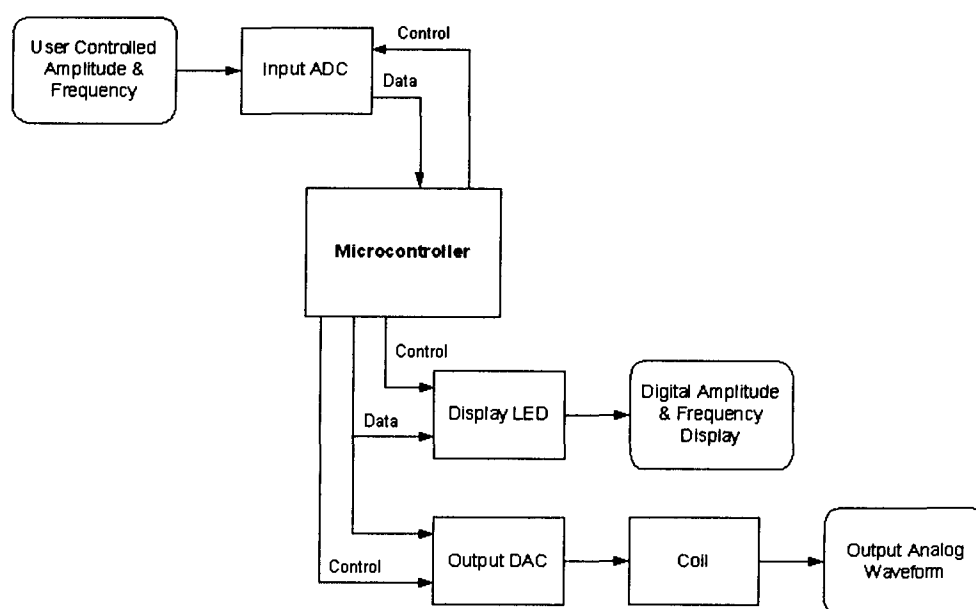 User Controlled
Amplitude &
Frequency
Input ADC
Control
Data
Microcontroller
Control
Data
Display LED
Digital Amplitude
& Frequency
Display
Control
Output DAC
Coil
Output Analog
Waveform